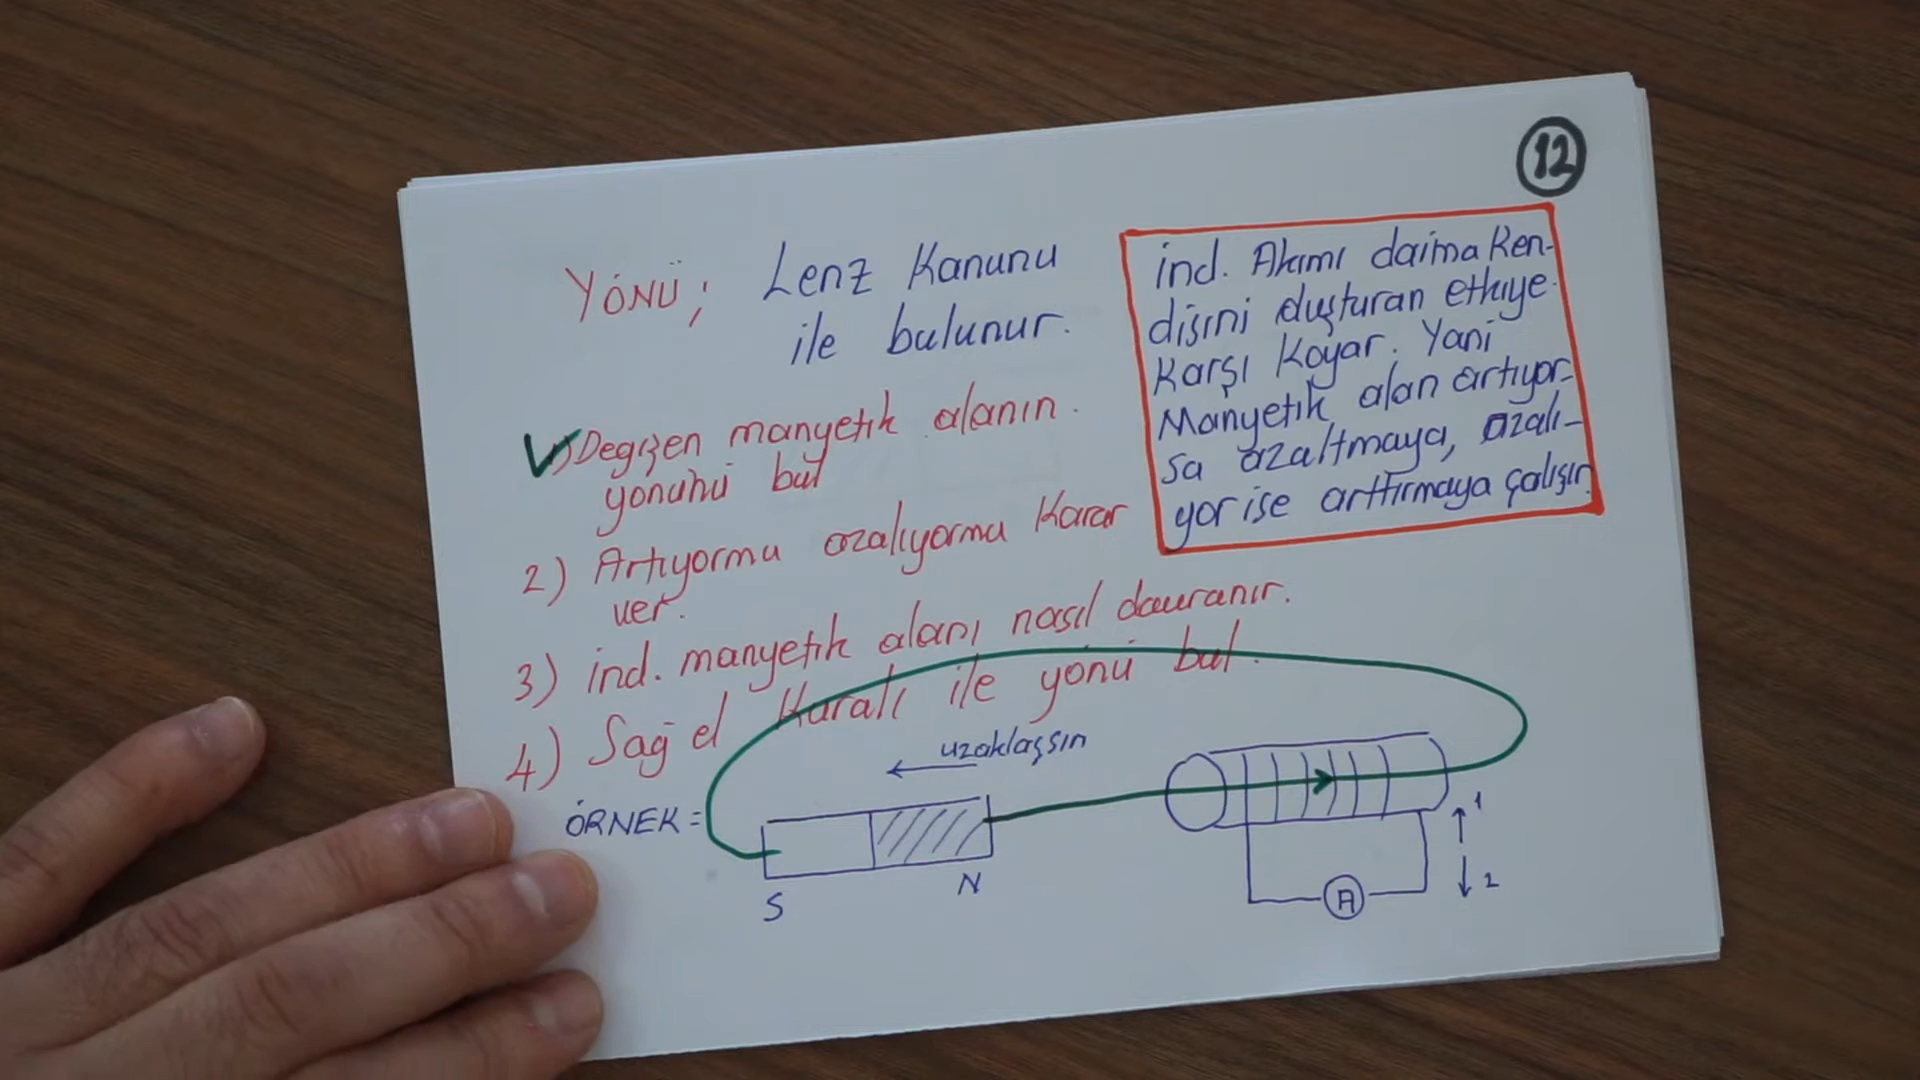 12
YÖNÜ; Lenz Kanunu
ile bulunur.
1) Değişen manyetik alanın
yönünü bul
2) Artıyormu azalıyormu Karar
ver.
3) ind. manyetik alanı nasıl davranır.
4) Sağ el Kuralı ile yönü bul.
ind. Akımı daima Ken-
disini duşturan etkiye
Karşı Koyar. Yani
Manyetik alan artıyor-
sa azaltmaya, azalı-
yor ise arttırmaya çalışır.
uzaklaşsın
ÖRNEK =
S
N
A
1
2